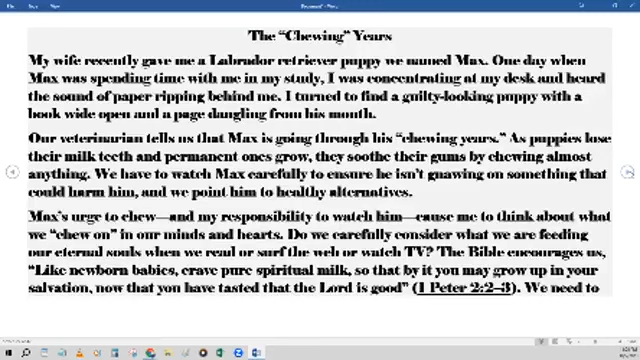 The “Chewing” Years
My wife recently gave me a Labrador retriever puppy we named Max. One day when
Max was spending time with me in my study, I was concentrating at my desk and heard
the sound of paper ripping behind me. I turned to find a guilty-looking puppy with a
book wide open and a page dangling from his mouth.
Our veterinarian tells us that Max is going through his “chewing years.” As puppies lose
their milk teeth and permanent ones grow, they soothe their gums by chewing almost
anything. We have to watch Max carefully to ensure he isn’t gnawing on something that
could harm him, and we point him to healthy alternatives.
Max’s urge to chew—and my responsibility to watch him—cause me to think about what
we “chew on” in our minds and hearts. Do we carefully consider what we are feeding
our eternal souls when we read or surf the web or watch TV? The Bible encourages us,
“Like newborn babies, crave pure spiritual milk, so that by it you may grow up in your
salvation, now that you have tasted that the Lord is good” (1 Peter 2:2–3). We need to